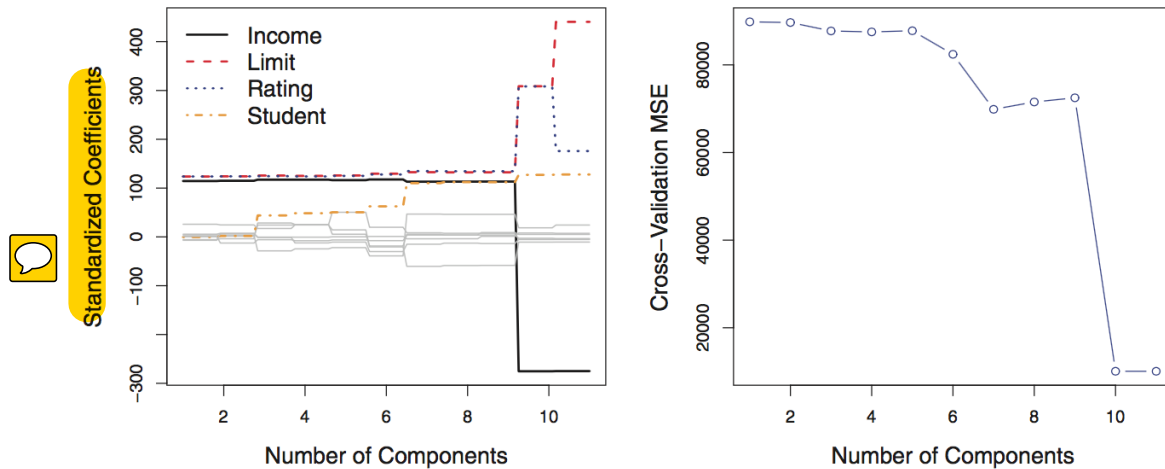 Income
Limit
Rating
Student
Standardized Coefficients
400
300
200
100
0
−100
−300
2 4 6 8 10
Number of Components
Cross−Validation MSE
80000
60000
40000
20000
2 4 6 8 10
Number of Components